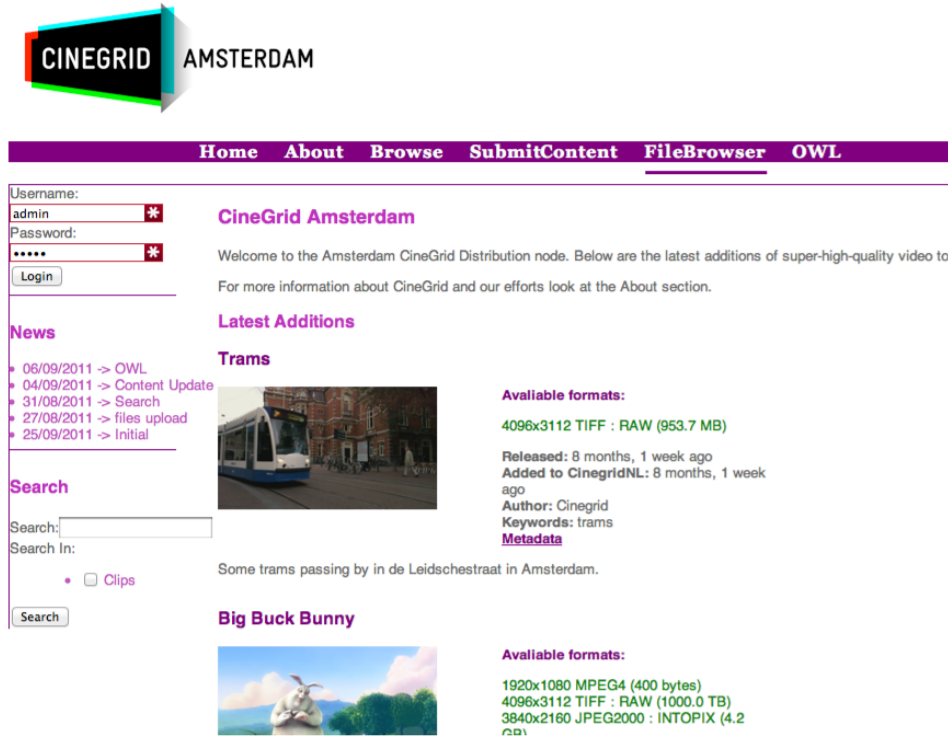 CINEGRID AMSTERDAM
Home About Browse SubmitContent FileBrowser OWL
Username:
admin
Password:
•••••
Login
News
06/09/2011 -> OWL
04/09/2011 -> Content Update
31/08/2011 -> Search
27/08/2011 -> files upload
25/09/2011 -> Initial
Search
Search:
Search In:
Clips
Search
CineGrid Amsterdam
Welcome to the Amsterdam CineGrid Distribution node. Below are the latest additions of super-high-quality video to
For more information about CineGrid and our efforts look at the About section.
Latest Additions
Trams
Avaliable formats:
4096x3112 TIFF : RAW (953.7 MB)
Released: 8 months, 1 week ago
Added to CinegridNL: 8 months, 1 week
ago
Author: Cinegrid
Keywords: trams
Metadata
Some trams passing by in de Leidschestraat in Amsterdam.
Big Buck Bunny
Avaliable formats:
1920x1080 MPEG4 (400 bytes)
4096x3112 TIFF : RAW (1000.0 TB)
3840x2160 JPEG2000 : INTOPIX (4.2
GB)